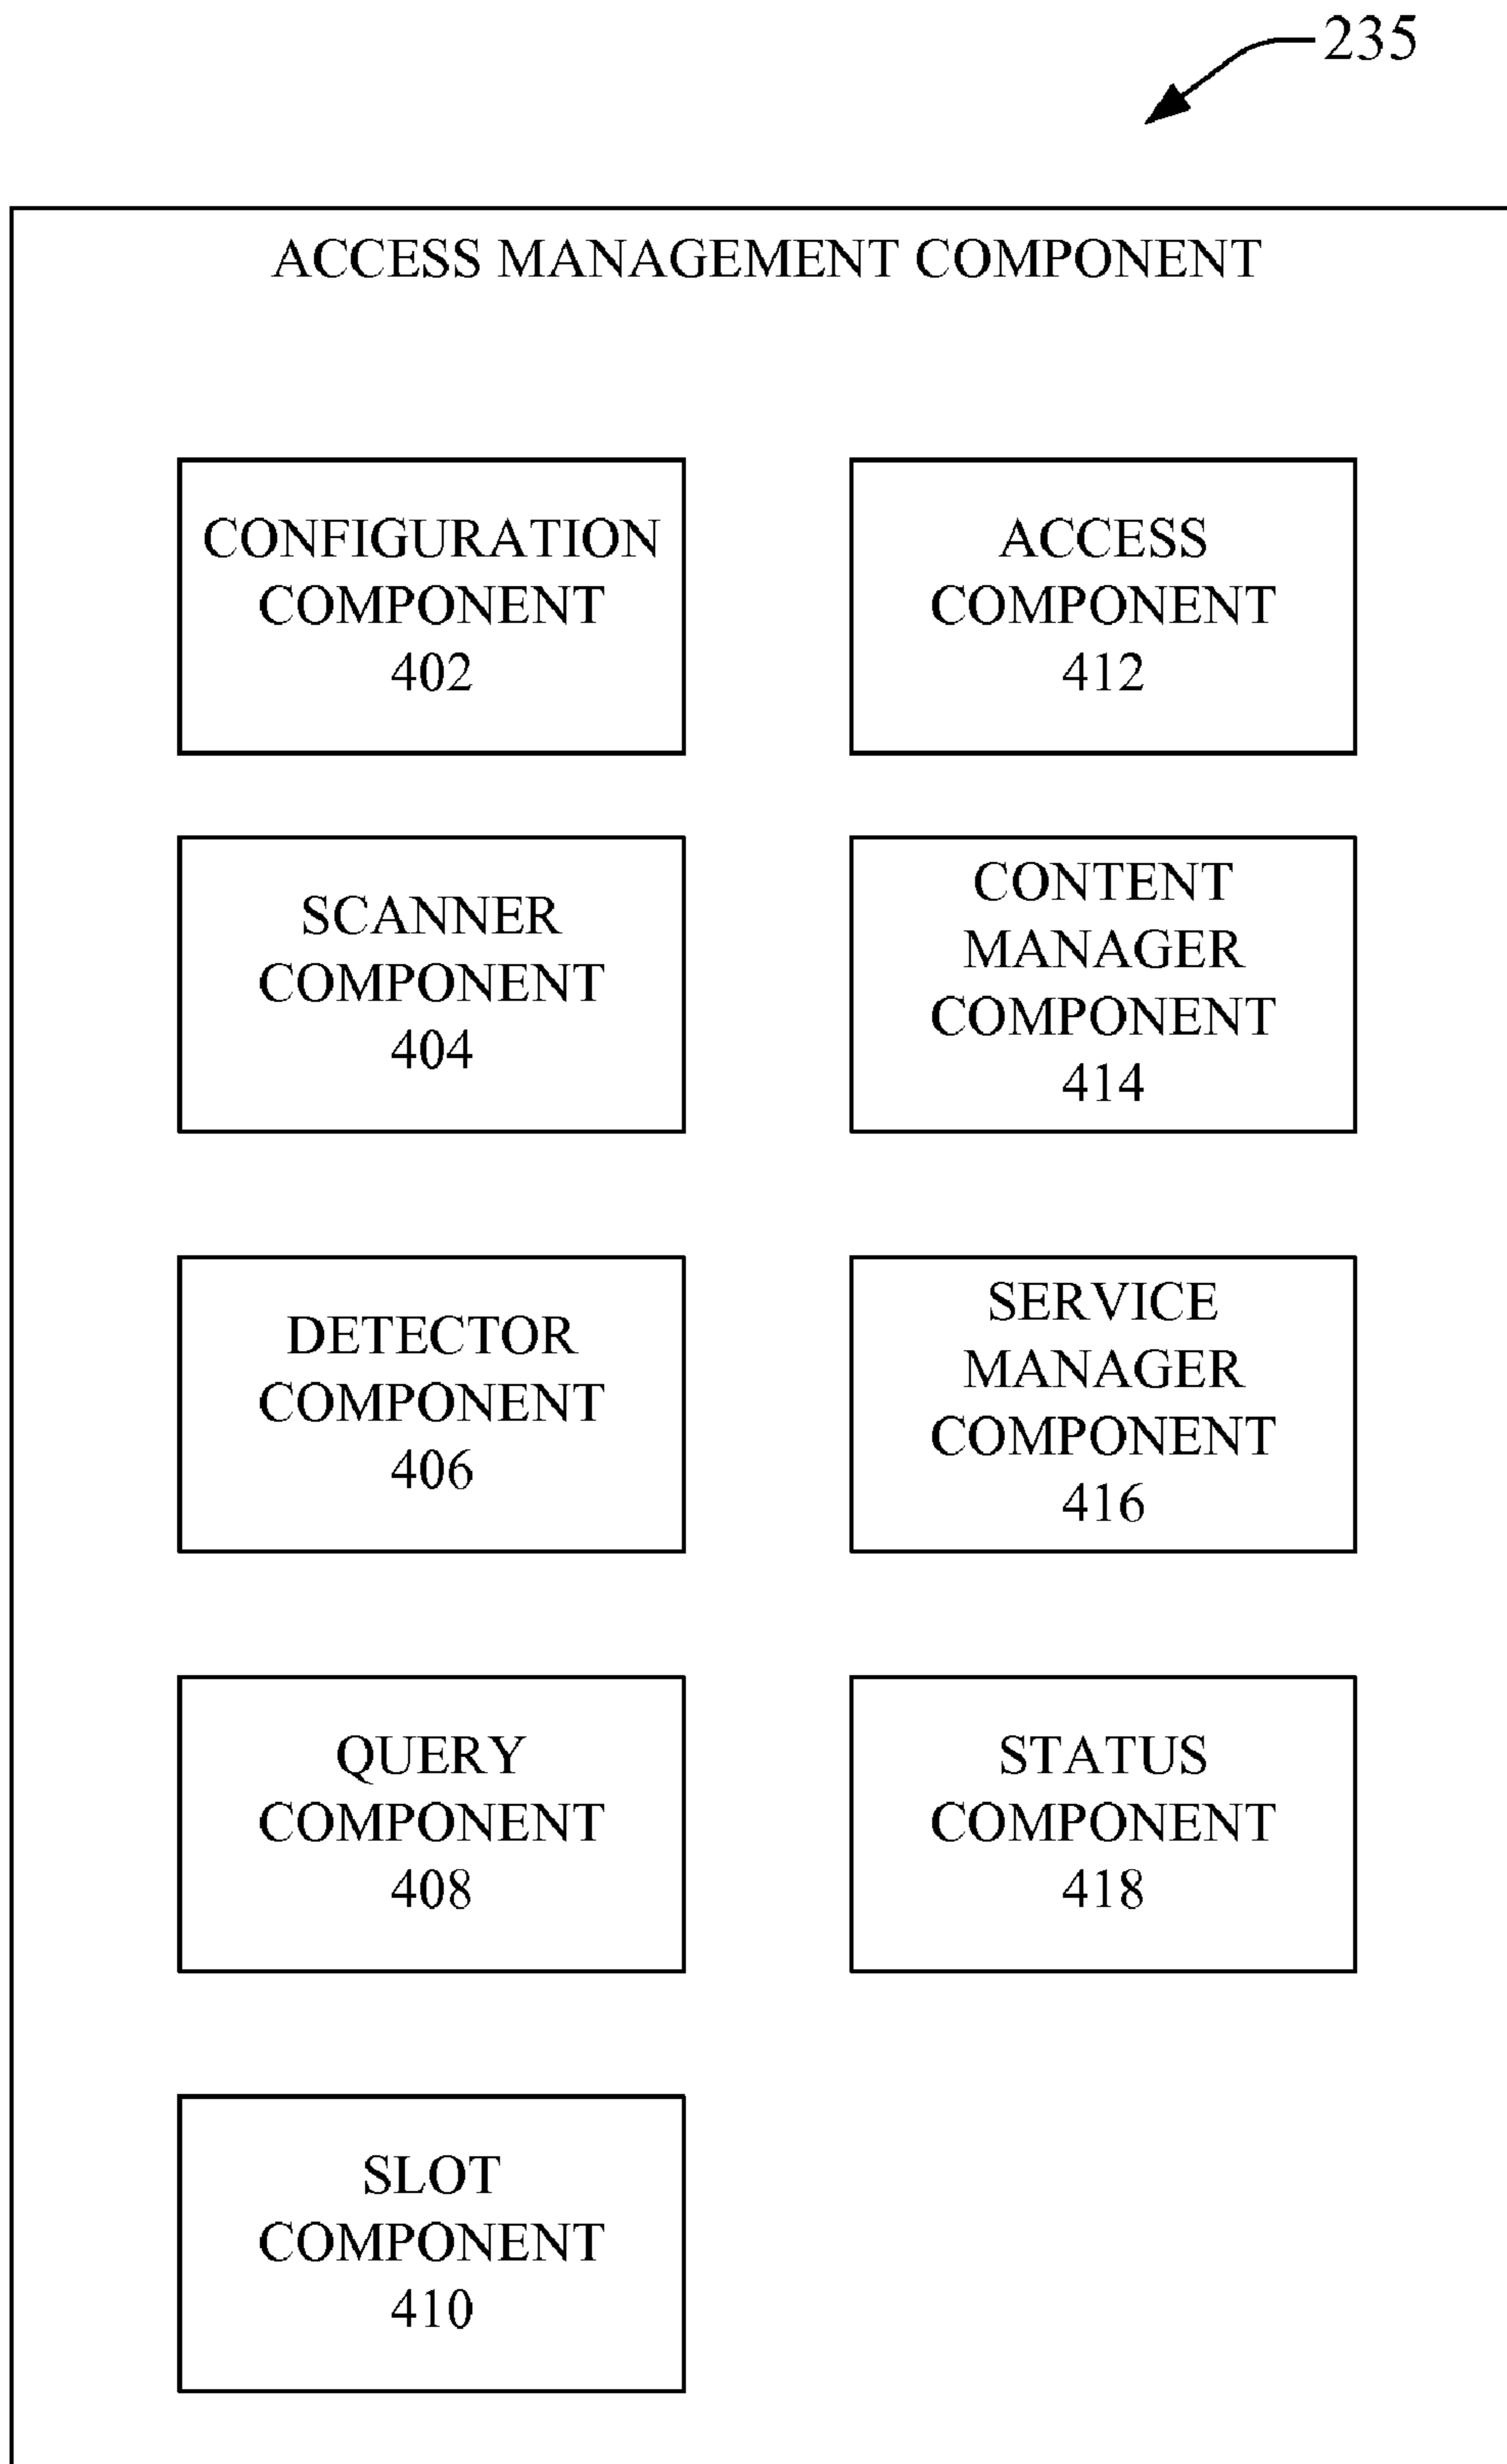 235
ACCESS MANAGEMENT COMPONENT
CONFIGURATION
COMPONENT
402
ACCESS
COMPONENT
412
SCANNER
COMPONENT
404
CONTENT
MANAGER
COMPONENT
414
DETECTOR
COMPONENT
406
SERVICE
MANAGER
COMPONENT
416
QUERY
COMPONENT
408
STATUS
COMPONENT
418
SLOT
COMPONENT
410